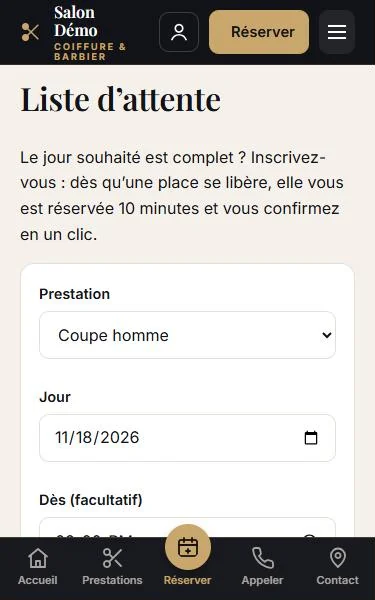 Salon
Démo
COIFFURE &
BARBIER
Réserver
Liste d’attente
Le jour souhaité est complet ? Inscrivez-
vous : dès qu’une place se libère, elle vous
est réservée 10 minutes et vous confirmez
en un clic.
Prestation
Coupe homme
Jour
11/18/2026
Dès (facultatif)
Accueil
Prestations
Réserver
Appeler
Contact